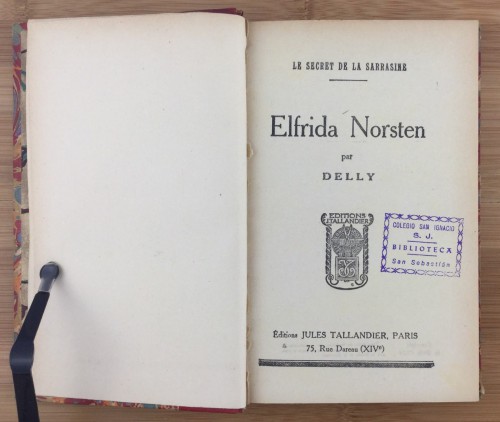 LE SECRET DE LA SARRASINE
Elfrida Norsten
par
DELLY
EDITIONS
J.TALLANDIER
COLEGIO SAN IGNACIO
S. J.
BIBLIOTECA
San Sebastián
Éditions JULES TALLANDIER, PARIS
75, Rue Dareau (XIVe)